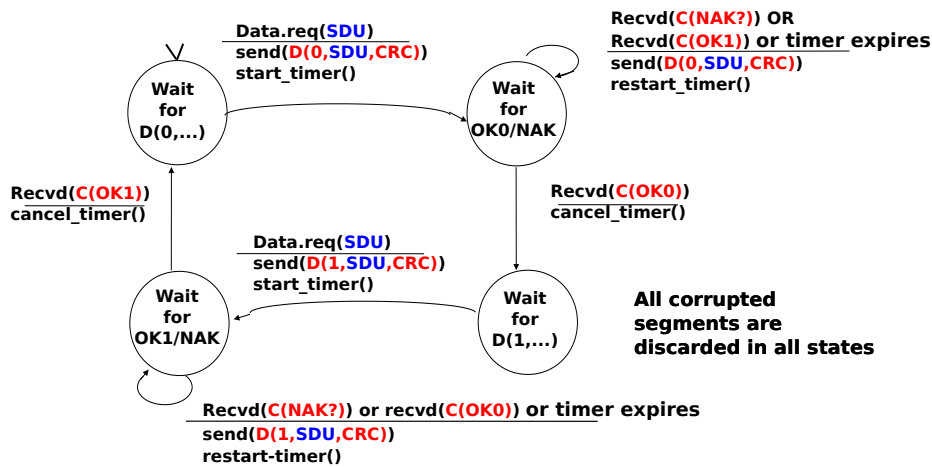 Data.req(SDU)
send(D(0,SDU,CRC))
start_timer()
Recvd(C(NAK?)) OR
Recvd(C(OK1)) or timer expires
send(D(0,SDU,CRC))
restart_timer()
Wait
for
D(0,...)
Wait
for
OK0/NAK
Recvd(C(OK1))
cancel_timer()
Recvd(C(OK0))
cancel_timer()
Data.req(SDU)
send(D(1,SDU,CRC))
start_timer()
Wait
for
OK1/NAK
Wait
for
D(1,...)
All corrupted
segments are
discarded in all states
Recvd(C(NAK?)) or recvd(C(OK0)) or timer expires
send(D(1,SDU,CRC))
restart-timer()